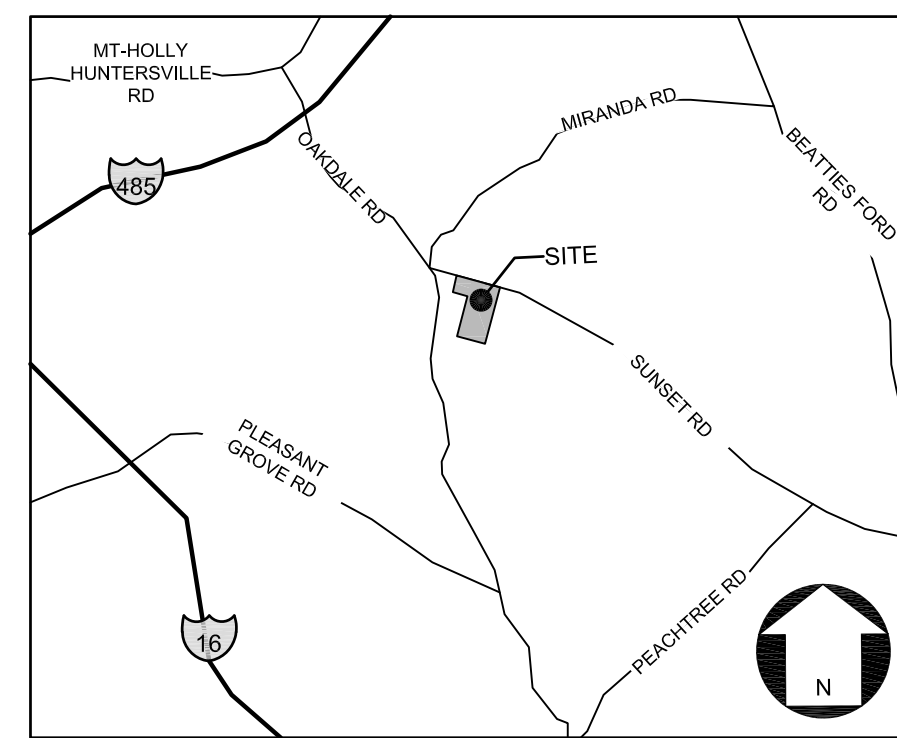 MT-HOLLY
HUNTERSVILLE
RD
MIRANDA RD
OAKDALE RD
BEATTIES FORD
RD
485
SITE
SUNSET RD
PLEASANT
GROVE RD
PEACHTREE RD
16
N